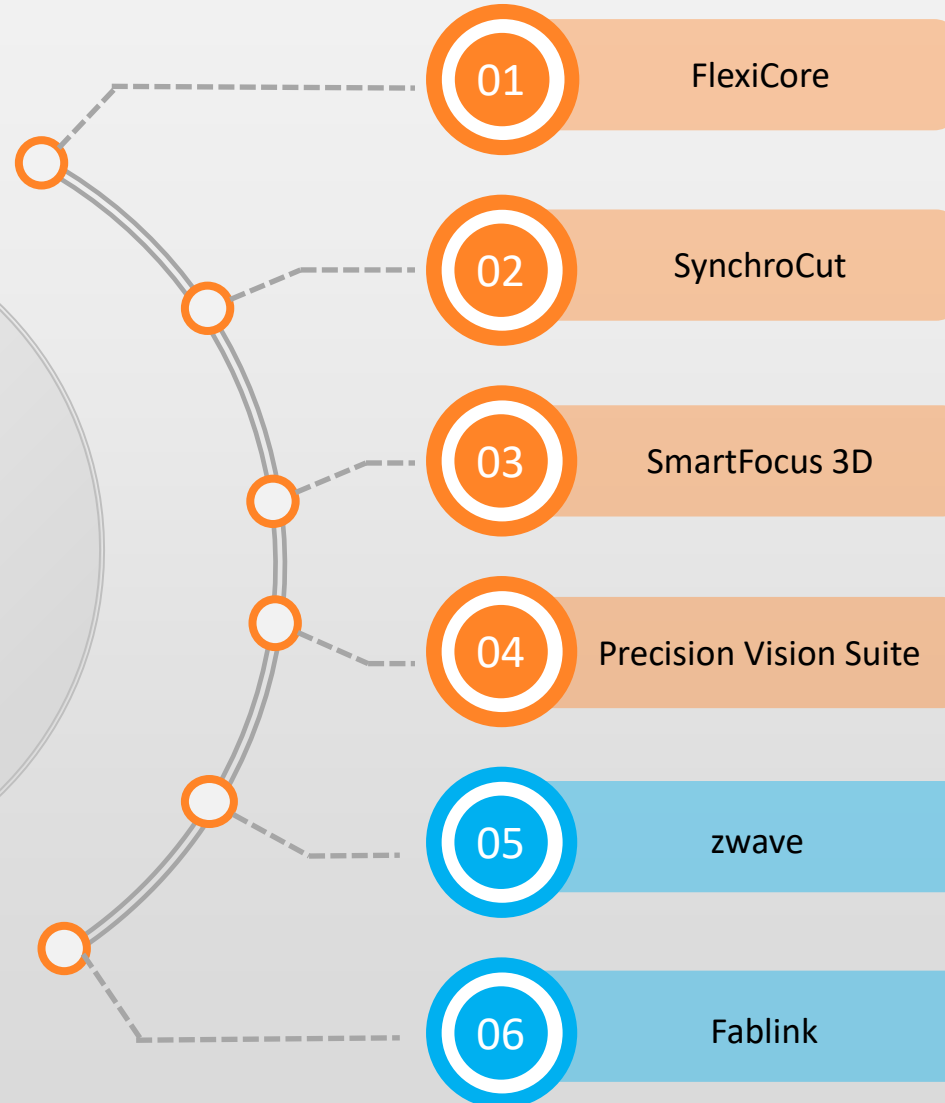 01
FlexiCore
02
SynchroCut
03
SmartFocus 3D
04
Precision Vision Suite
05
zwave
06
Fablink